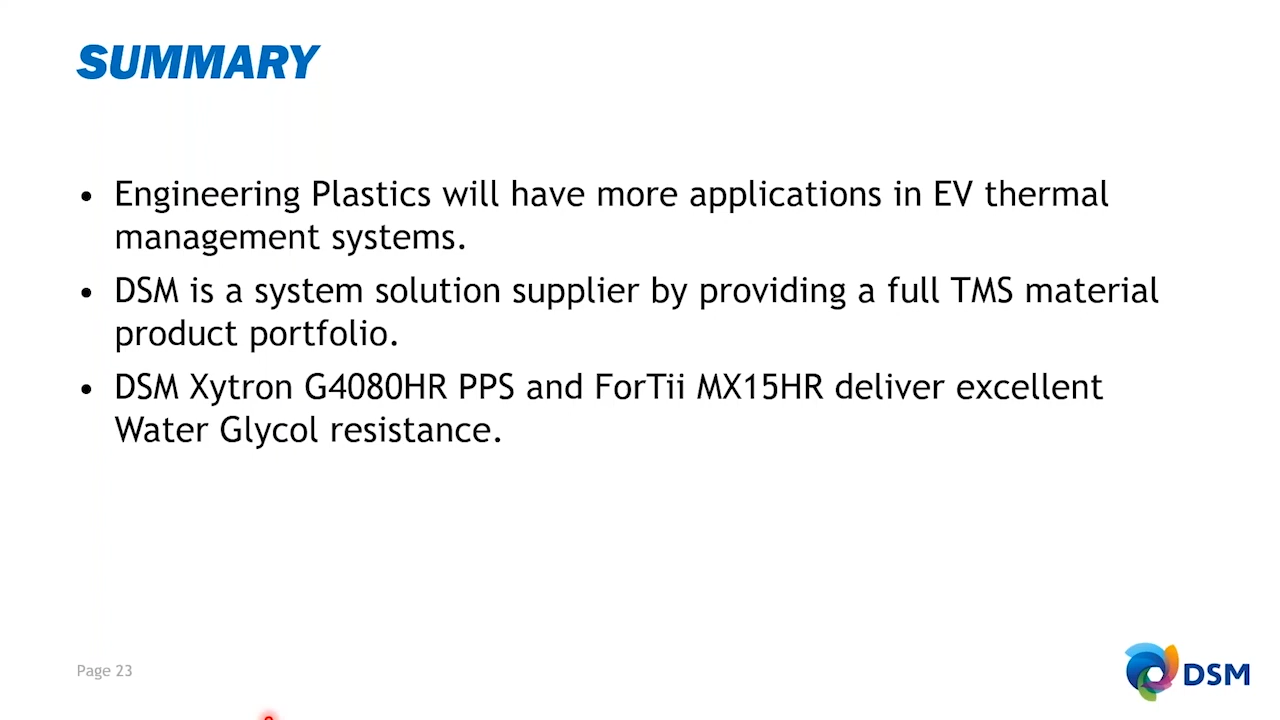 SUMMARY
• Engineering Plastics will have more applications in EV thermal
management systems.
• DSM is a system solution supplier by providing a full TMS material
product portfolio.
• DSM Xytron G4080HR PPS and ForTii MX15HR deliver excellent
Water Glycol resistance.
Page 23
DSM